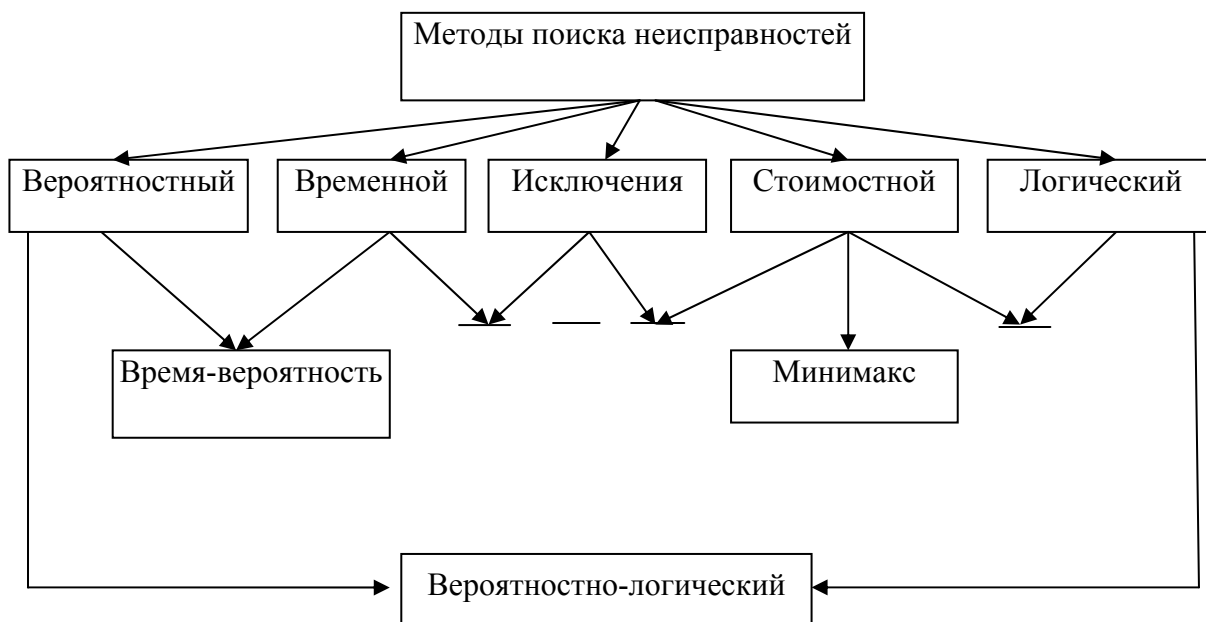 Методы поиска неисправностей
Вероятностный
Временной
Исключения
Стоимостной
Логический
Время-вероятность
Минимакс
Вероятностно-логический